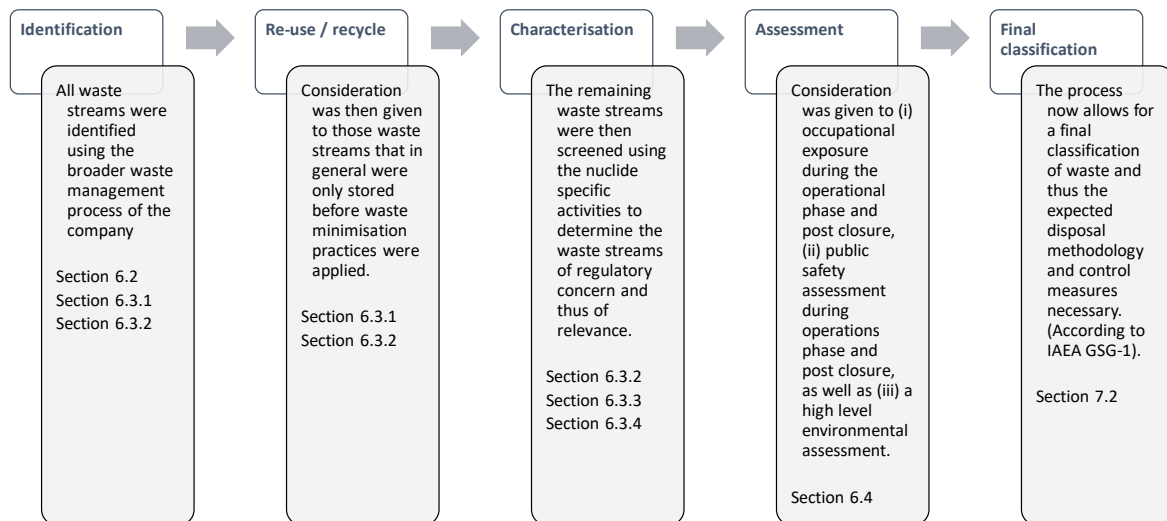 Identification
All waste
streams were
identified
using the
broader waste
management
process of the
company
Section 6.2
Section 6.3.1
Section 6.3.2
Re-use / recycle
Consideration
was then given
to those waste
streams that in
general were
only stored
before waste
minimisation
practices were
applied.
Section 6.3.1
Section 6.3.2
Characterisation
The remaining
waste streams
were then
screened using
the nuclide
specific
activities to
determine the
waste streams
of regulatory
concern and
thus of
relevance.
Section 6.3.2
Section 6.3.3
Section 6.3.4
Assessment
Consideration
was given to (i)
occupational
exposure
during the
operational
phase and
post closure,
(ii) public
safety
assessment
during
operations
phase and
post closure,
as well as (iii) a
high level
environmental
assessment.
Section 6.4
Final
classification
The process
now allows for
a final
classification
of waste and
thus the
expected
disposal
methodology
and control
measures
necessary.
(According to
IAEA GSG-1).
Section 7.2